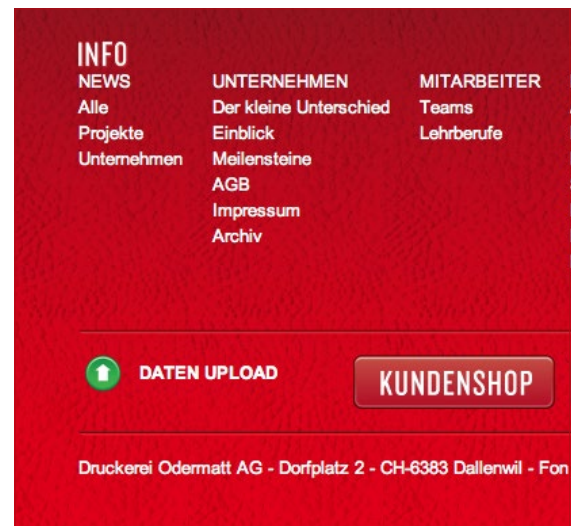 INFO
NEWS
Alle
Projekte
Unternehmen
UNTERNEHMEN
Der kleine Unterschied
Einblick
Meilensteine
AGB
Impressum
Archiv
MITARBEITER
Teams
Lehrberufe
DATEN UPLOAD
KUNDENSHOP
Druckerei Odermatt AG - Dorfplatz 2 - CH-6383 Dallenwil - Fon